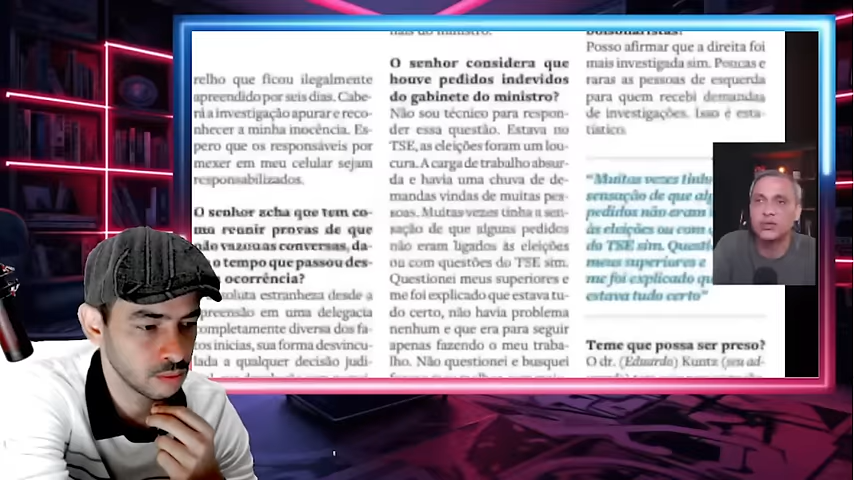 relho que ficou ilegalmente
apreendido por seis dias. Cabe-
rá a investigação apurar e reco-
nhecer a minha inocência. Es-
pero que os responsáveis por
mexer em meu celular sejam
responsabilizados.
O senhor acha que tem co-
mo reunir provas de que
não vazou as conversas, da-
o tempo que passou des-
ocorrência?
soluta estranheza desde a
preensão em uma delegacia
completamente diversa dos fa-
tos inicias, sua forma desvincu-
lada a qualquer decisão judi-
nais do ministro.
O senhor considera que
houve pedidos indevidos
do gabinete do ministro?
Não sou técnico para respon-
der essa questão. Estava no
TSE, as eleições foram um lou-
cura. A carga de trabalho absur-
da e havia uma chuva de de-
mandas vindas de muitas pes-
soas. Muitas vezes tinha a sen-
sação de que alguns pedidos
não eram ligados às eleições
ou com questões do TSE sim.
Questionei meus superiores e
me foi explicado que estava tu-
do certo, não havia problema
nenhum e que era para seguir
apenas fazendo o meu traba-
lho. Não questionei e busquei
bolsonaristas?
Posso afirmar que a direita foi
mais investigada sim. Poucas e
raras as pessoas de esquerda
para quem recebi demandas
de investigações. Isso é esta-
tístico.
"Muitas vezes tinh
sensação de que al
pedidos não eram
às eleições ou com
do TSE sim. Questi
meus superiores e
me foi explicado qu
estava tudo certo"
Teme que possa ser preso?
O dr. (Eduardo) Kuntz (seu ad-